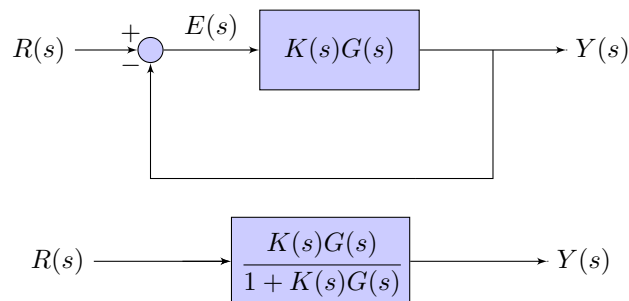 R(s) + − E(s) K(s)G(s) Y(s)
R(s) K(s)G(s) / 1 + K(s)G(s) Y(s)